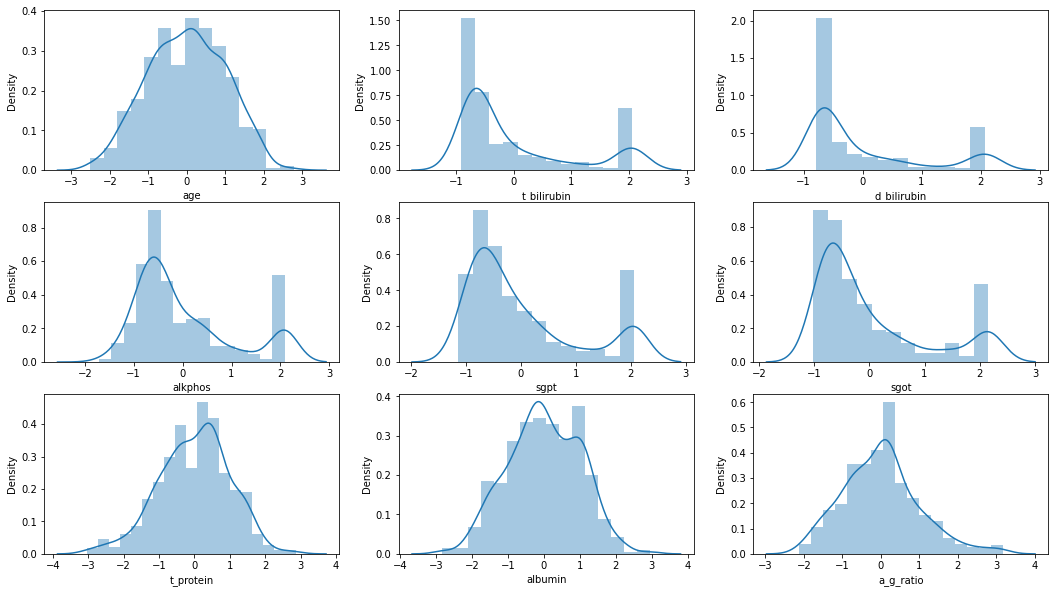 0.4
0.3
0.2
0.1
0.0
Density
−3 −2 −1 0 1 2 3
age
1.50
1.25
1.00
0.75
0.50
0.25
0.00
Density
−1 0 1 2 3
t bilirubin
2.0
1.5
1.0
0.5
0.0
Density
−1 0 1 2 3
d bilirubin
0.8
0.6
0.4
0.2
0.0
Density
−2 −1 0 1 2 3
alkphos
0.8
0.6
0.4
0.2
0.0
Density
−2 −1 0 1 2 3
sgpt
0.8
0.6
0.4
0.2
0.0
Density
−2 −1 0 1 2 3
sgot
0.4
0.3
0.2
0.1
0.0
Density
−4 −3 −2 −1 0 1 2 3 4
t_protein
0.4
0.3
0.2
0.1
0.0
Density
−4 −3 −2 −1 0 1 2 3 4
albumin
0.6
0.5
0.4
0.3
0.2
0.1
0.0
Density
−3 −2 −1 0 1 2 3 4
a_g_ratio